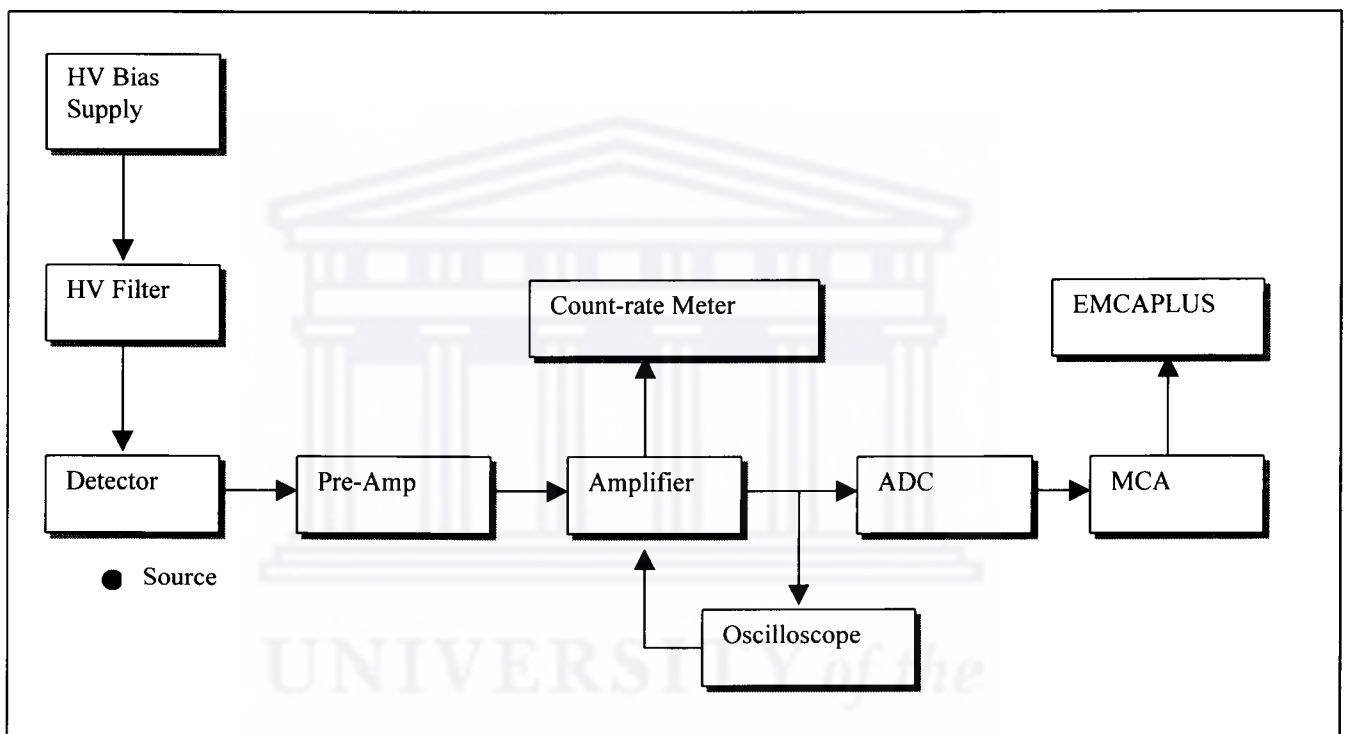 HV Bias
Supply
HV Filter
Count-rate Meter
EMCAPLUS
Detector
Pre-Amp
Amplifier
ADC
MCA
Source
Oscilloscope
UNIVERSITY of the